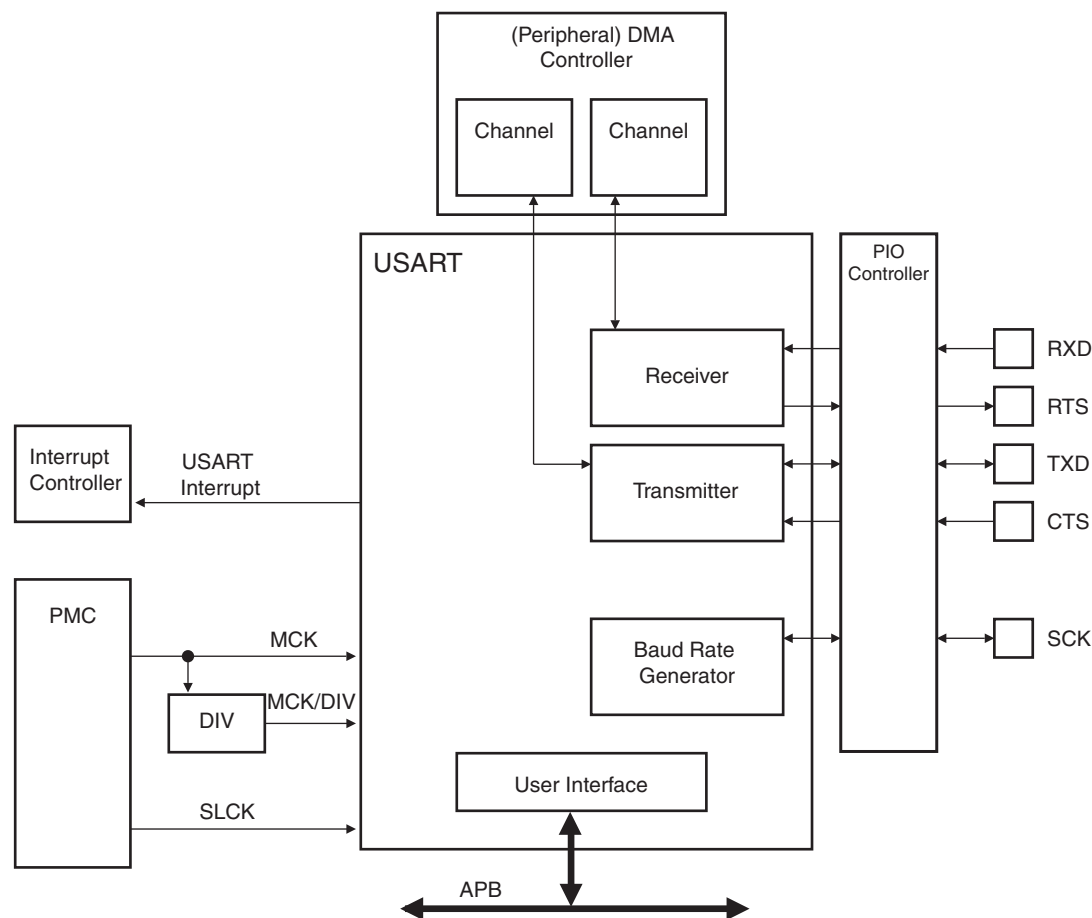 (Peripheral) DMA
Controller
Channel
Channel
USART
PIO
Controller
Receiver
RXD
RTS
Interrupt
Controller
USART
Interrupt
Transmitter
TXD
CTS
PMC
MCK
DIV
MCK/DIV
Baud Rate
Generator
SCK
SLCK
User Interface
APB